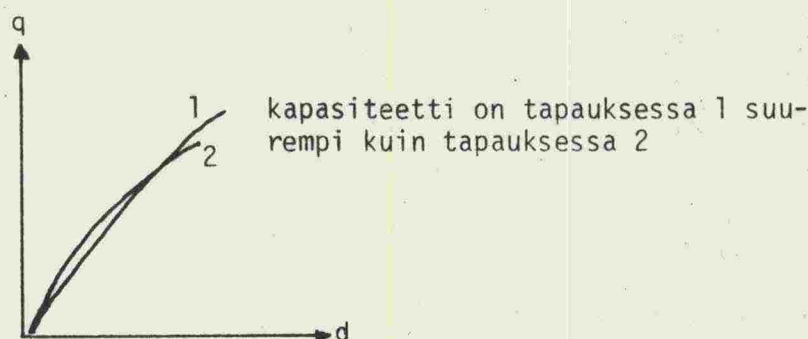 q
1 kapasiteetti on tapauksessa 1 suu-
2 rempi kuin tapauksessa 2
d